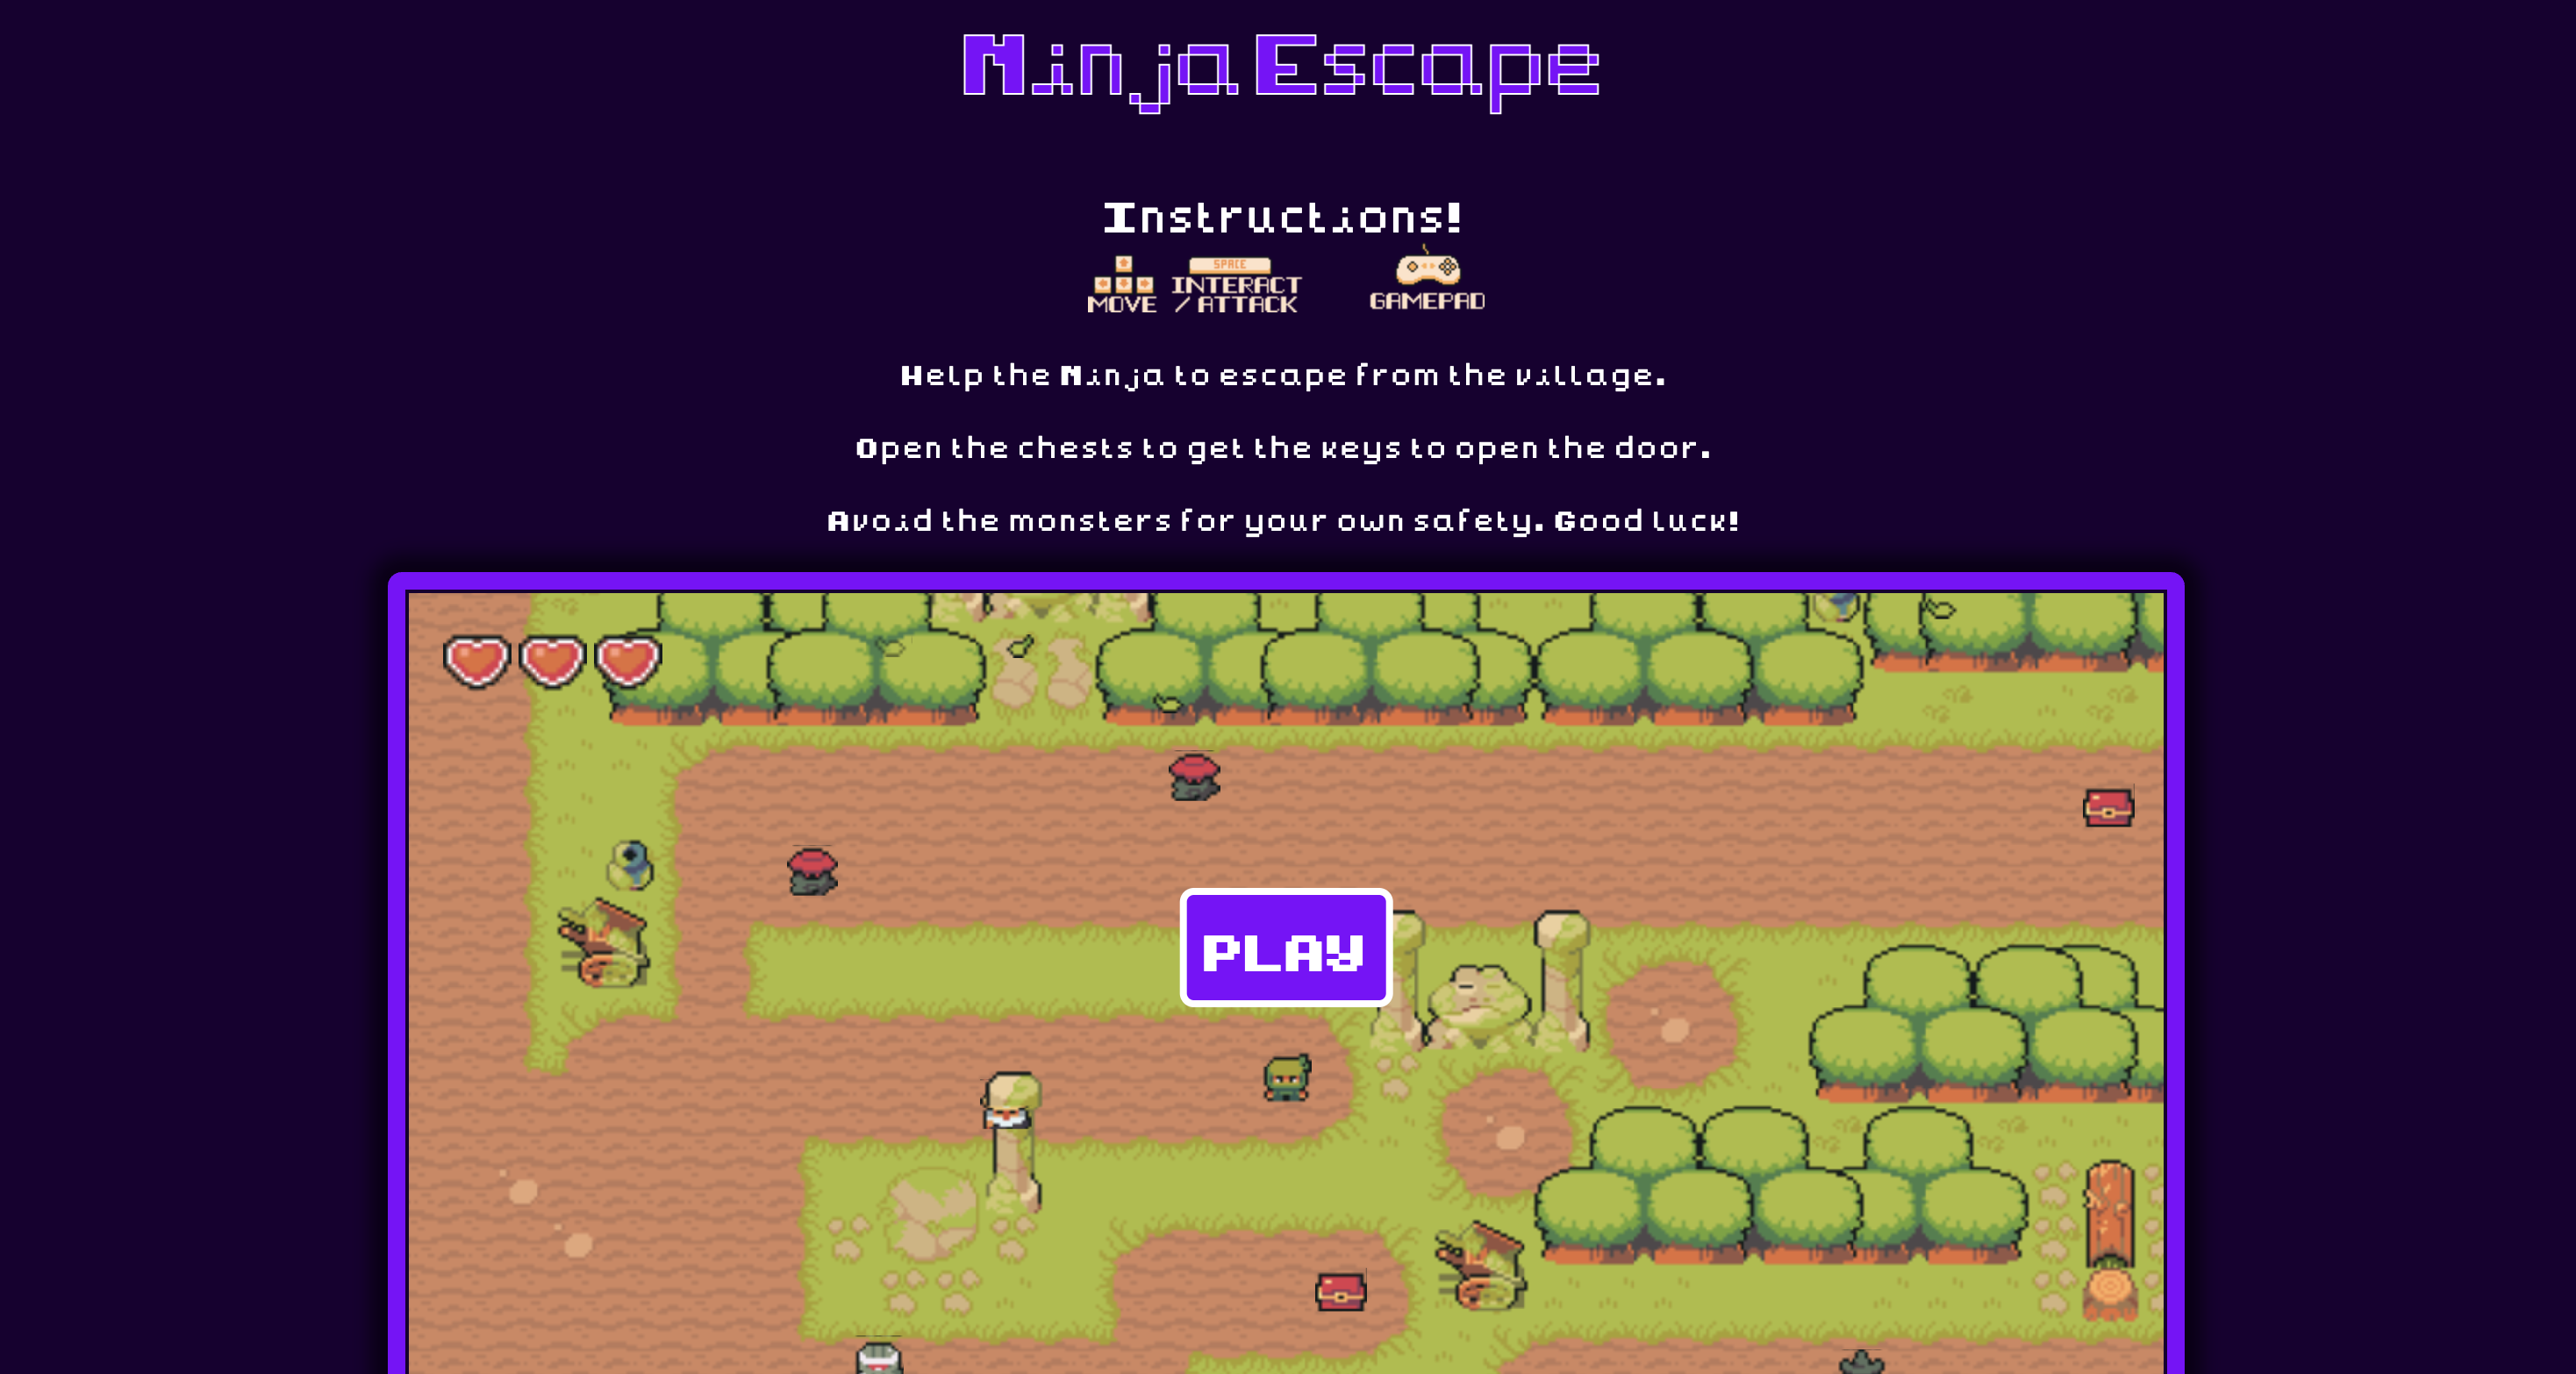 Ninja Escape
Instructions!
SPACE
MOVE
INTERACT
/ ATTACK
GAMEPAD
Help the Ninja to escape from the village.
Open the chests to get the keys to open the door.
Avoid the monsters for your own safety. Good luck!
PLAY